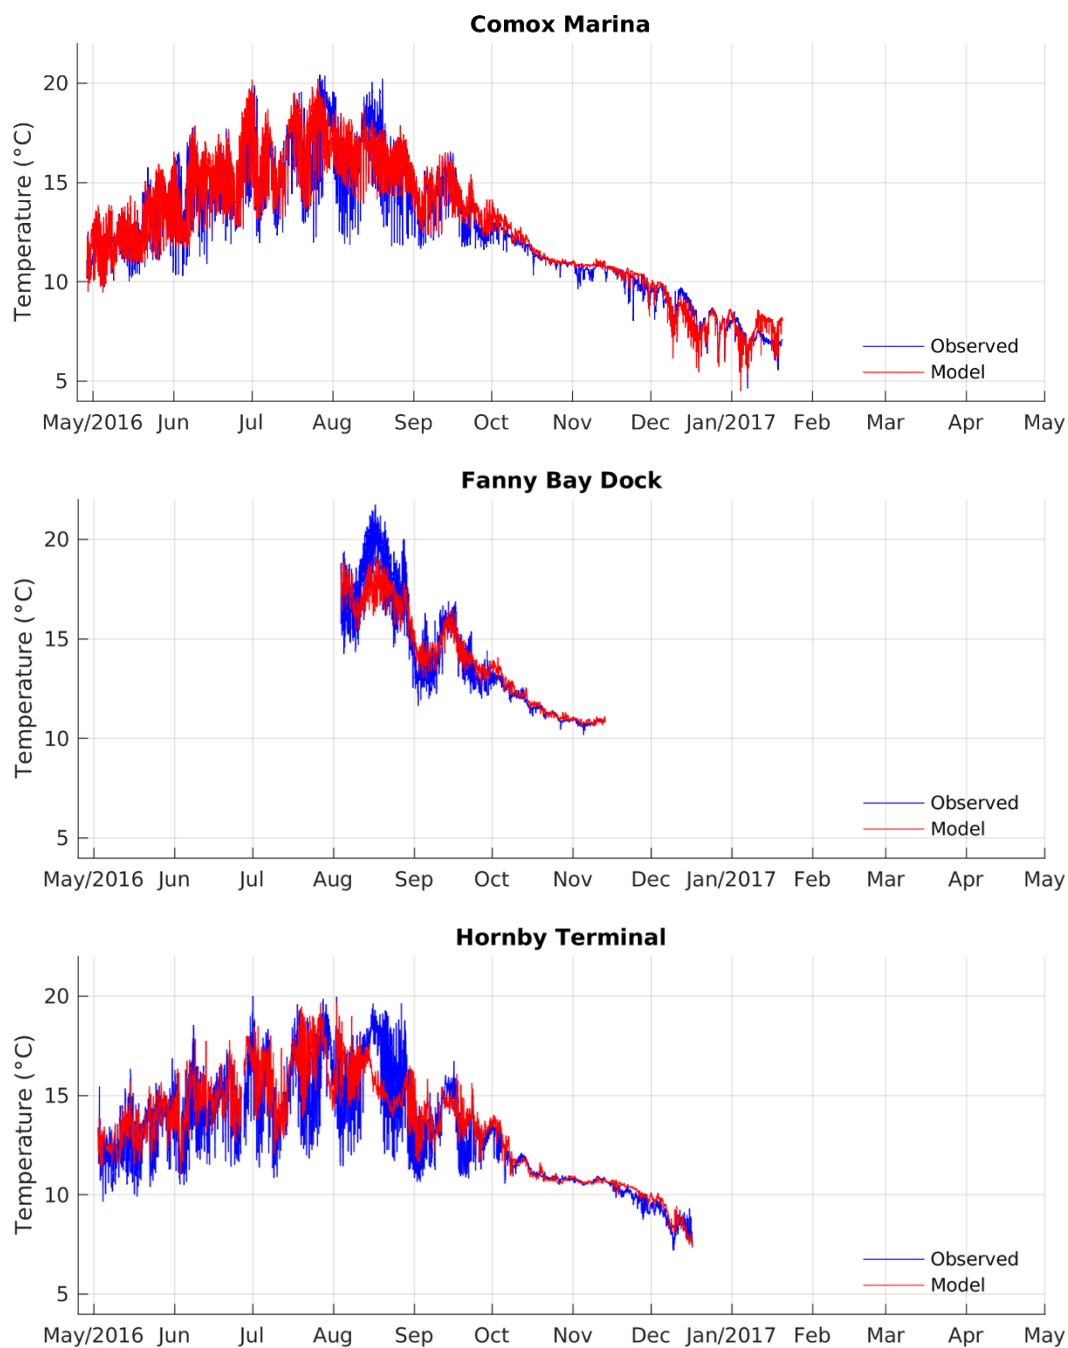 Comox Marina
Temperature (°C)
20
15
10
5
Observed
Model
May/2016 Jun Jul Aug Sep Oct Nov Dec Jan/2017 Feb Mar Apr May
Fanny Bay Dock
Temperature (°C)
20
15
10
5
Observed
Model
May/2016 Jun Jul Aug Sep Oct Nov Dec Jan/2017 Feb Mar Apr May
Hornby Terminal
Temperature (°C)
20
15
10
5
Observed
Model
May/2016 Jun Jul Aug Sep Oct Nov Dec Jan/2017 Feb Mar Apr May